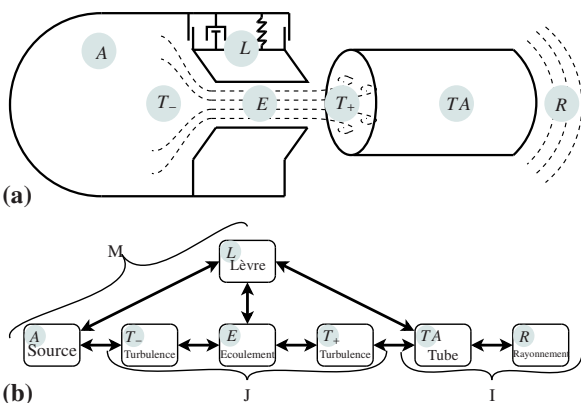 A
L
T₋
E
T₊
TA
R
(a)
M
L
Lèvre
A
Source
T₋
Turbulence
E
Ecoulement
T₊
Turbulence
TA
Tube
R
Rayonnement
(b)
J
I